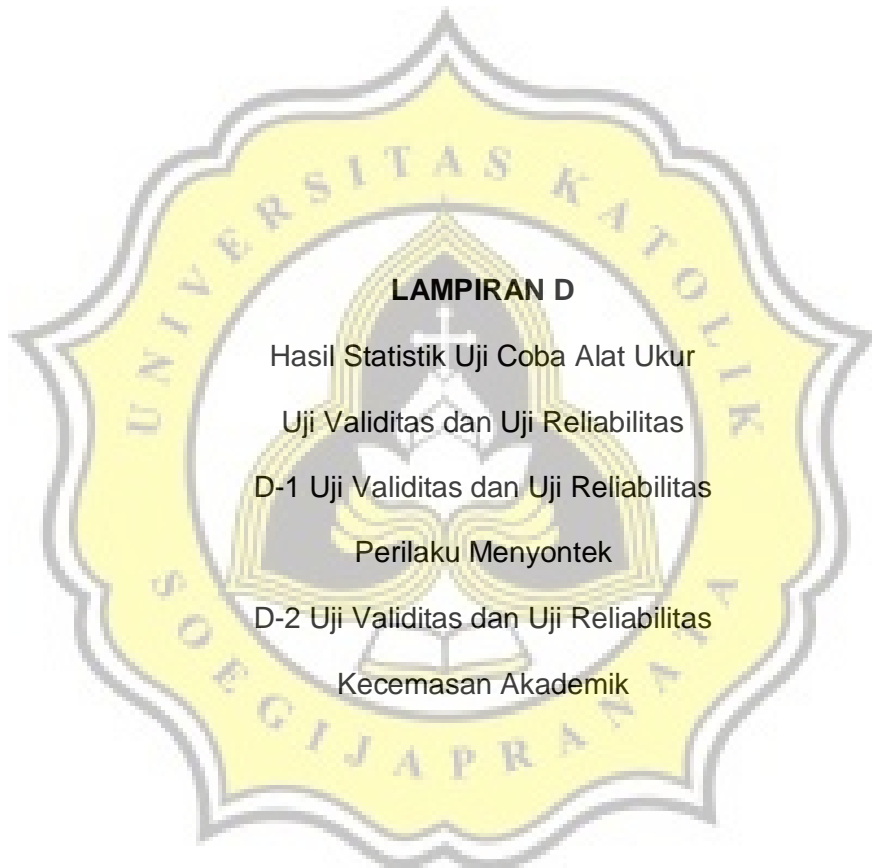 UNIVERSITAS KATOLIK
SOEGIJAPRANATA
LAMPIRAN D
Hasil Statistik Uji Coba Alat Ukur
Uji Validitas dan Uji Reliabilitas
D-1 Uji Validitas dan Uji Reliabilitas
Perilaku Menyontek
D-2 Uji Validitas dan Uji Reliabilitas
Kecemasan Akademik